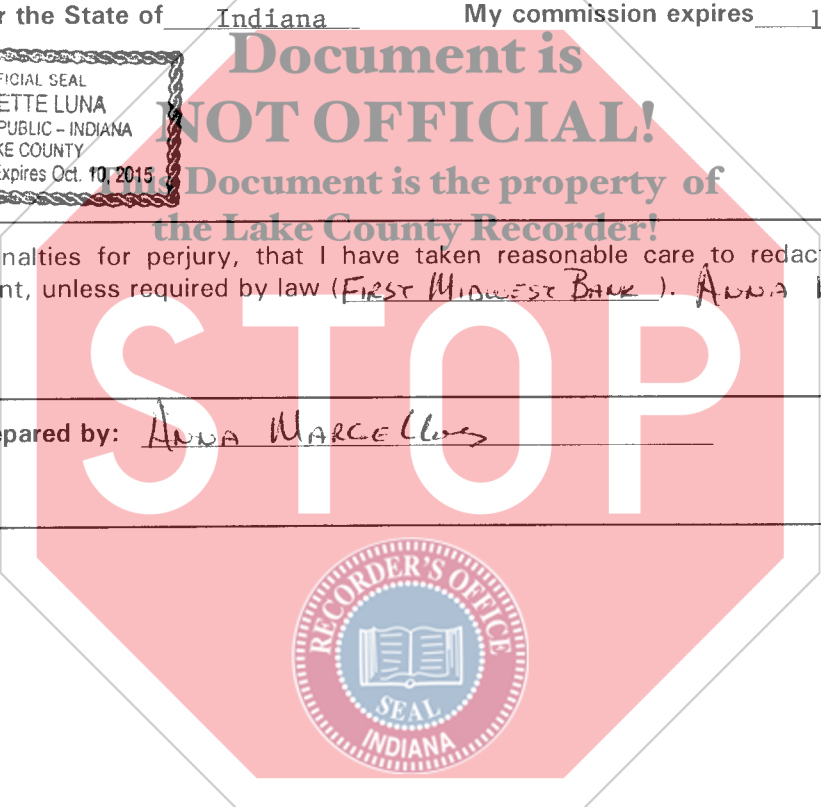 r the State of Indiana My commission expires 1
Document is
FICIAL SEAL
ETTE LUNA
NOT OFFICIAL!
PUBLIC – INDIANA
KE COUNTY
Expires Oct. 10, 2015
This Document is the property of
the Lake County Recorder!
nalties for perjury, that I have taken reasonable care to redac
nt, unless required by law (FIRST MIDWEST BANK ). ANNA
STOP
epared by: ANNA
RECORDER'S OFFICE
SEAL
INDIANA